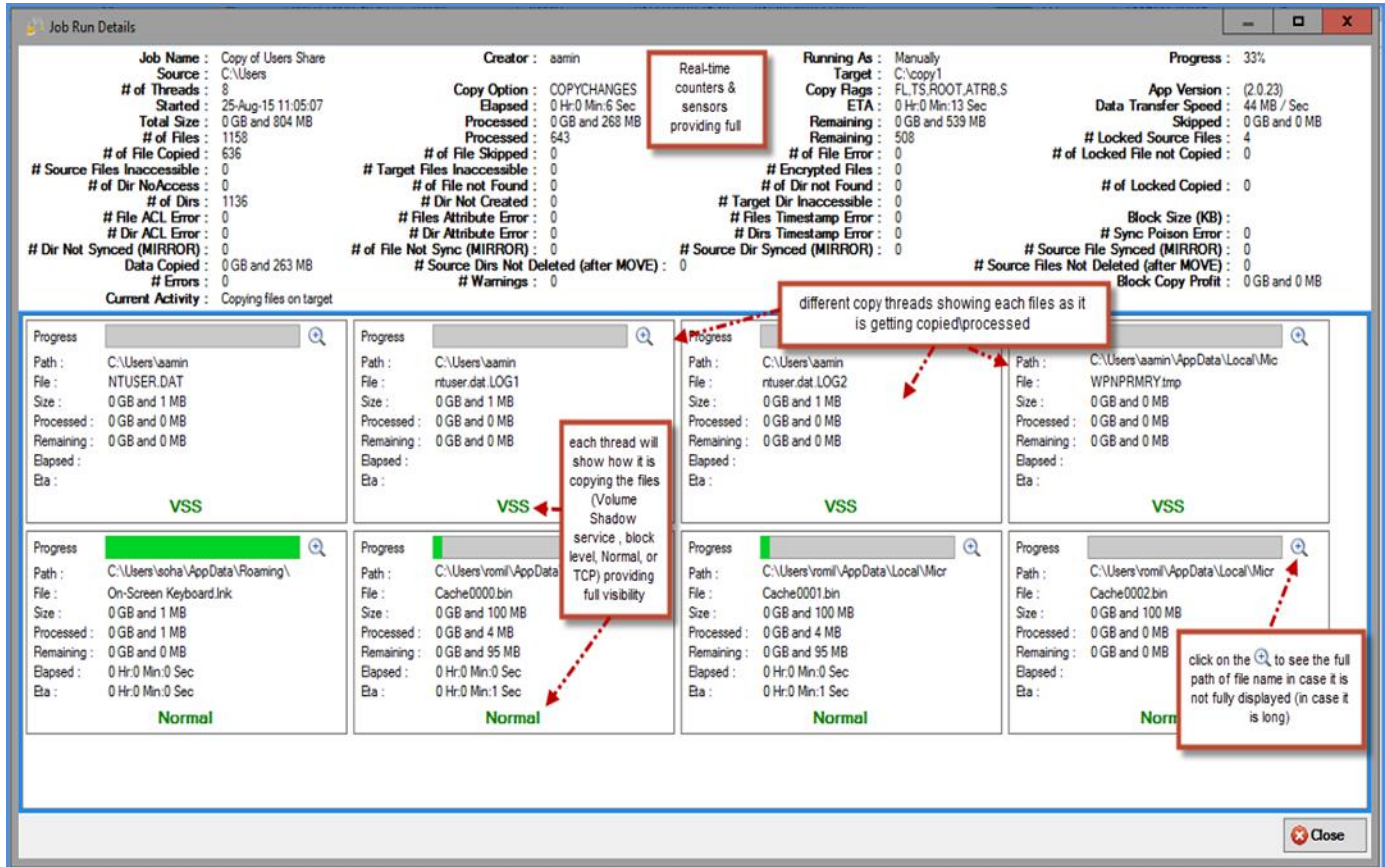 Job Run Details
Job Name : Copy of Users Share Creator : aamin Running As : Manually Progress : 33%
Source : C:\Users Target : C:\copy1
# of Threads : 8 Copy Option : COPYCHANGES Copy Flags : FL,TS,ROOT,ATRB,S App Version : (2.0.23)
Started : 25-Aug-15 11:05:07 Elapsed : 0 Hr:0 Min:6 Sec ETA : 0 Hr:0 Min:13 Sec Data Transfer Speed : 44 MB / Sec
Total Size : 0 GB and 804 MB Processed : 0 GB and 268 MB Remaining : 0 GB and 539 MB Skipped : 0 GB and 0 MB
# of Files : 1158 Processed : 643 Remaining : 508 # Locked Source Files : 4
# of File Copied : 636 # of File Skipped : 0 # of File Error : 0 # of Locked File not Copied : 0
# Source Files Inaccessible : 0 # Target Files Inaccessible : 0 # Encrypted Files : 0
# of Dir NoAccess : 0 # of File not Found : 0 # of Dir not Found : 0 # of Locked Copied : 0
# of Dirs : 1136 # Dir Not Created : 0 # Target Dir Inaccessible : 0
# File ACL Error : 0 # Files Attribute Error : 0 # Files Timestamp Error : 0 Block Size (KB) :
# Dir ACL Error : 0 # Dir Attribute Error : 0 # Dirs Timestamp Error : 0 # Sync Poison Error : 0
# Dir Not Synced (MIRROR) : 0 # of File Not Sync (MIRROR) : 0 # Source Dir Synced (MIRROR) : 0 # Source File Synced (MIRROR) : 0
Data Copied : 0 GB and 263 MB # Source Dirs Not Deleted (after MOVE) : 0 # Source Files Not Deleted (after MOVE) : 0
# Errors : 0 # Warnings : 0 Block Copy Profit : 0 GB and 0 MB
Current Activity : Copying files on target
Real-time
counters &
sensors
providing full
different copy threads showing each files as it
is getting copied\processed
Progress
Path : C:\Users\aamin
File : NTUSER.DAT
Size : 0 GB and 1 MB
Processed : 0 GB and 0 MB
Remaining : 0 GB and 0 MB
Elapsed :
Eta :
VSS
Progress
Path : C:\Users\aamin
File : ntuser.dat.LOG1
Size : 0 GB and 1 MB
Processed : 0 GB and 0 MB
Remaining : 0 GB and 0 MB
Elapsed :
Eta :
VSS
Progress
Path : C:\Users\aamin
File : ntuser.dat.LOG2
Size : 0 GB and 1 MB
Processed : 0 GB and 0 MB
Remaining : 0 GB and 0 MB
Elapsed :
Eta :
VSS
Path : C:\Users\aamin\AppData\Local\Mic
File : WPNPRMRY.tmp
Size : 0 GB and 1 MB
Processed : 0 GB and 0 MB
Remaining : 0 GB and 0 MB
Elapsed :
Eta :
VSS
each thread will
show how it is
copying the files
(Volume
Shadow
service , block
level, Normal, or
TCP) providing
full visibility
Progress
Path : C:\Users\soha\AppData\Roaming\
File : On-Screen Keyboard.lnk
Size : 0 GB and 1 MB
Processed : 0 GB and 1 MB
Remaining : 0 GB and 0 MB
Elapsed : 0 Hr:0 Min:0 Sec
Eta : 0 Hr:0 Min:0 Sec
Normal
Progress
Path : C:\Users\romil\AppData
File : Cache0000.bin
Size : 0 GB and 100 MB
Processed : 0 GB and 4 MB
Remaining : 0 GB and 95 MB
Elapsed : 0 Hr:0 Min:0 Sec
Eta : 0 Hr:0 Min:1 Sec
Normal
Progress
Path : C:\Users\romil\AppData\Local\Micr
File : Cache0001.bin
Size : 0 GB and 100 MB
Processed : 0 GB and 4 MB
Remaining : 0 GB and 95 MB
Elapsed : 0 Hr:0 Min:0 Sec
Eta : 0 Hr:0 Min:1 Sec
Normal
Progress
Path : C:\Users\romil\AppData\Local\Micr
File : Cache0002.bin
Size : 0 GB and 100 MB
Processed : 0 GB and 0 MB
Remaining : 0 GB and 0 MB
Elapsed :
Eta :
click on the to see the full
path of file name in case it is
not fully displayed (in case it
is long)
Close